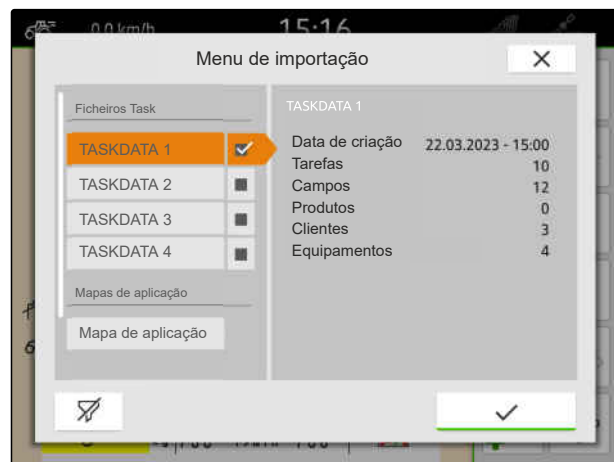 0.0 km/h
15:16
Menu de importação
Ficheiros Task
TASKDATA 1
TASKDATA 2
TASKDATA 3
TASKDATA 4
Mapas de aplicação
Mapa de aplicação
TASKDATA 1
Data de criação 22.03.2023 - 15:00
Tarefas 10
Campos 12
Produtos 0
Clientes 3
Equipamentos 4